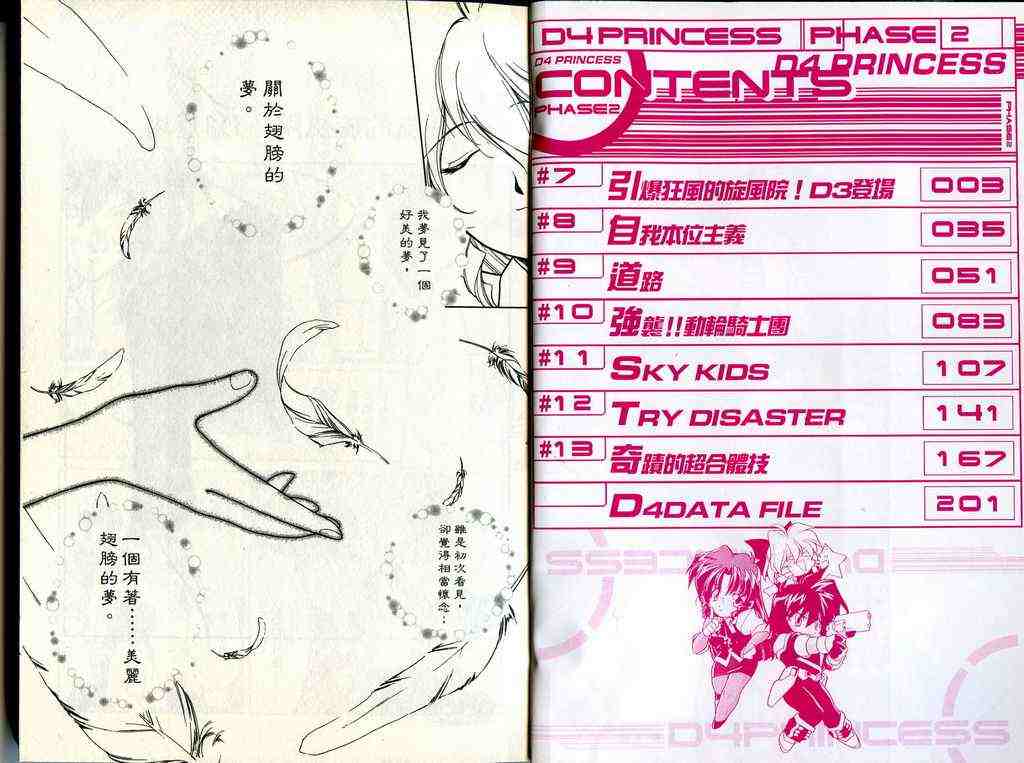 D4 PRINCESS PHASE 2
D4 PRINCESS
D4 PRINCESS
CONTENTS
PHASE2
PHASE2
#7 引爆狂風的旋風院！D3登場 003
#8 自我本位主義 035
#9 道路 051
#10 強襲!!動輪騎士團 083
#11 SKY KIDS 107
#12 TRY DISASTER 141
#13 奇蹟的超合體技 167
D4DATA FILE 201
D4 PRINCESS
D4PRINCESS
我夢見了一個
好美的夢，
關於翅膀的
夢。
雖是初次看見，
卻覺得相當懷念…
一個有著………美麗
翅膀的夢。